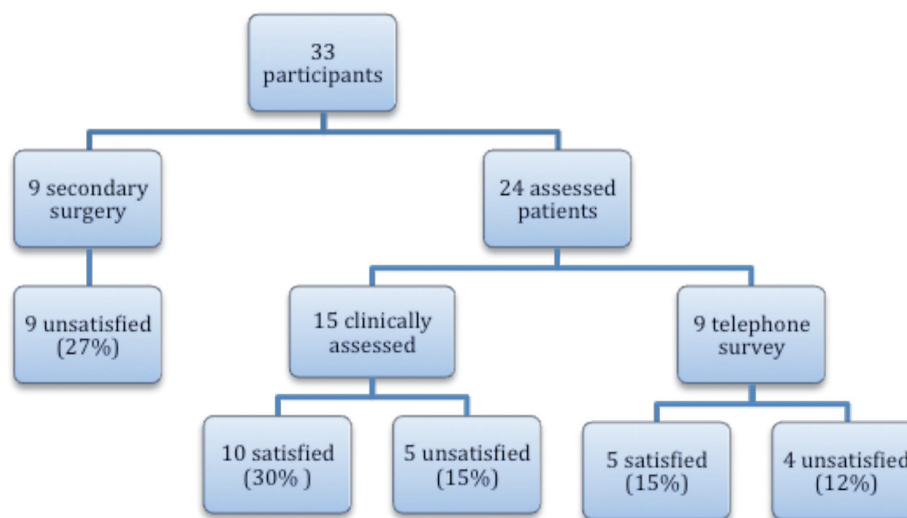 33
participants
9 secondary
surgery
24 assessed
patients
9 unsatisfied
(27%)
15 clinically
assessed
9 telephone
survey
10 satisfied
(30% )
5 unsatisfied
(15%)
5 satisfied
(15%)
4 unsatisfied
(12%)